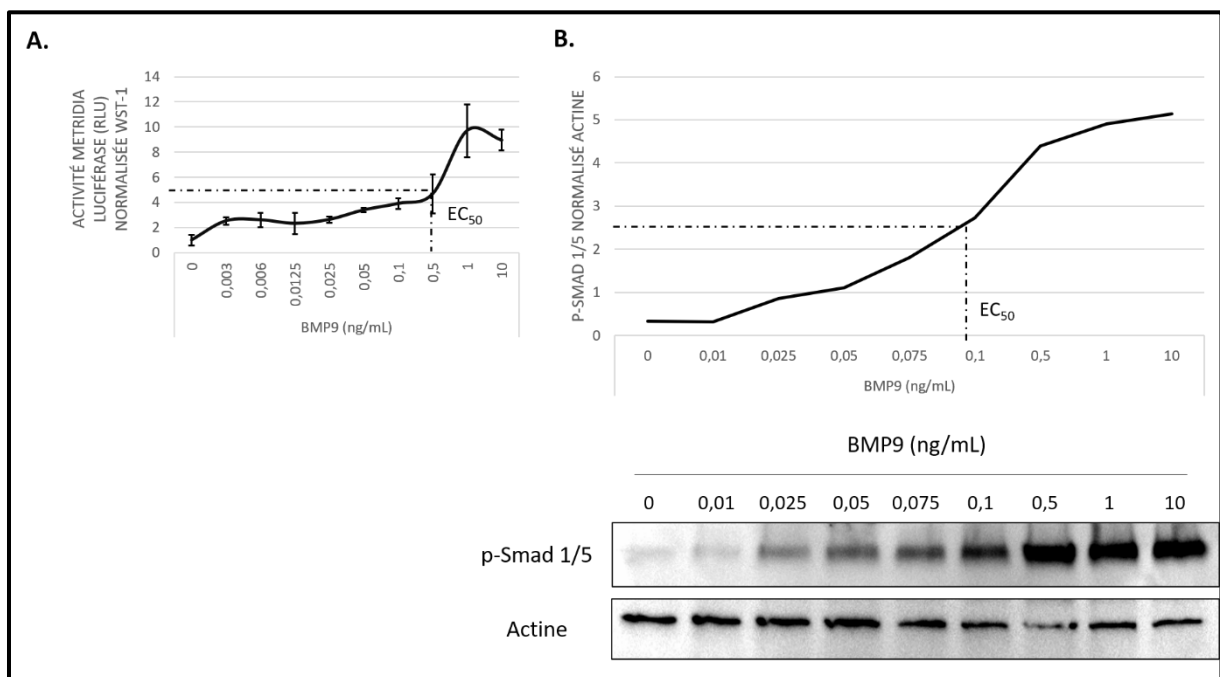 A.
ACTIVITÉ METRIDIA
LUCIFÉRASE (RLU)
NORMALISÉE WST-1
14
12
10
8
6
4
2
0
EC50
0 0,003 0,006 0,0125 0,025 0,05 0,1 0,5 1 10
BMP9 (ng/mL)
B.
P-SMAD 1/5 NORMALISÉ ACTINE
6
5
4
3
2
1
0
EC50
0 0,01 0,025 0,05 0,075 0,1 0,5 1 10
BMP9 (ng/mL)
BMP9 (ng/mL)
0 0,01 0,025 0,05 0,075 0,1 0,5 1 10
p-Smad 1/5
Actine